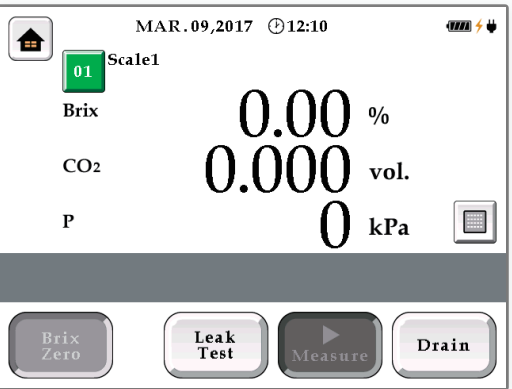 MAR.09,2017 12:10
01 Scale1
Brix 0.00 %
CO2 0.000 vol.
P 0 kPa
Brix Zero
Leak Test
Measure
Drain